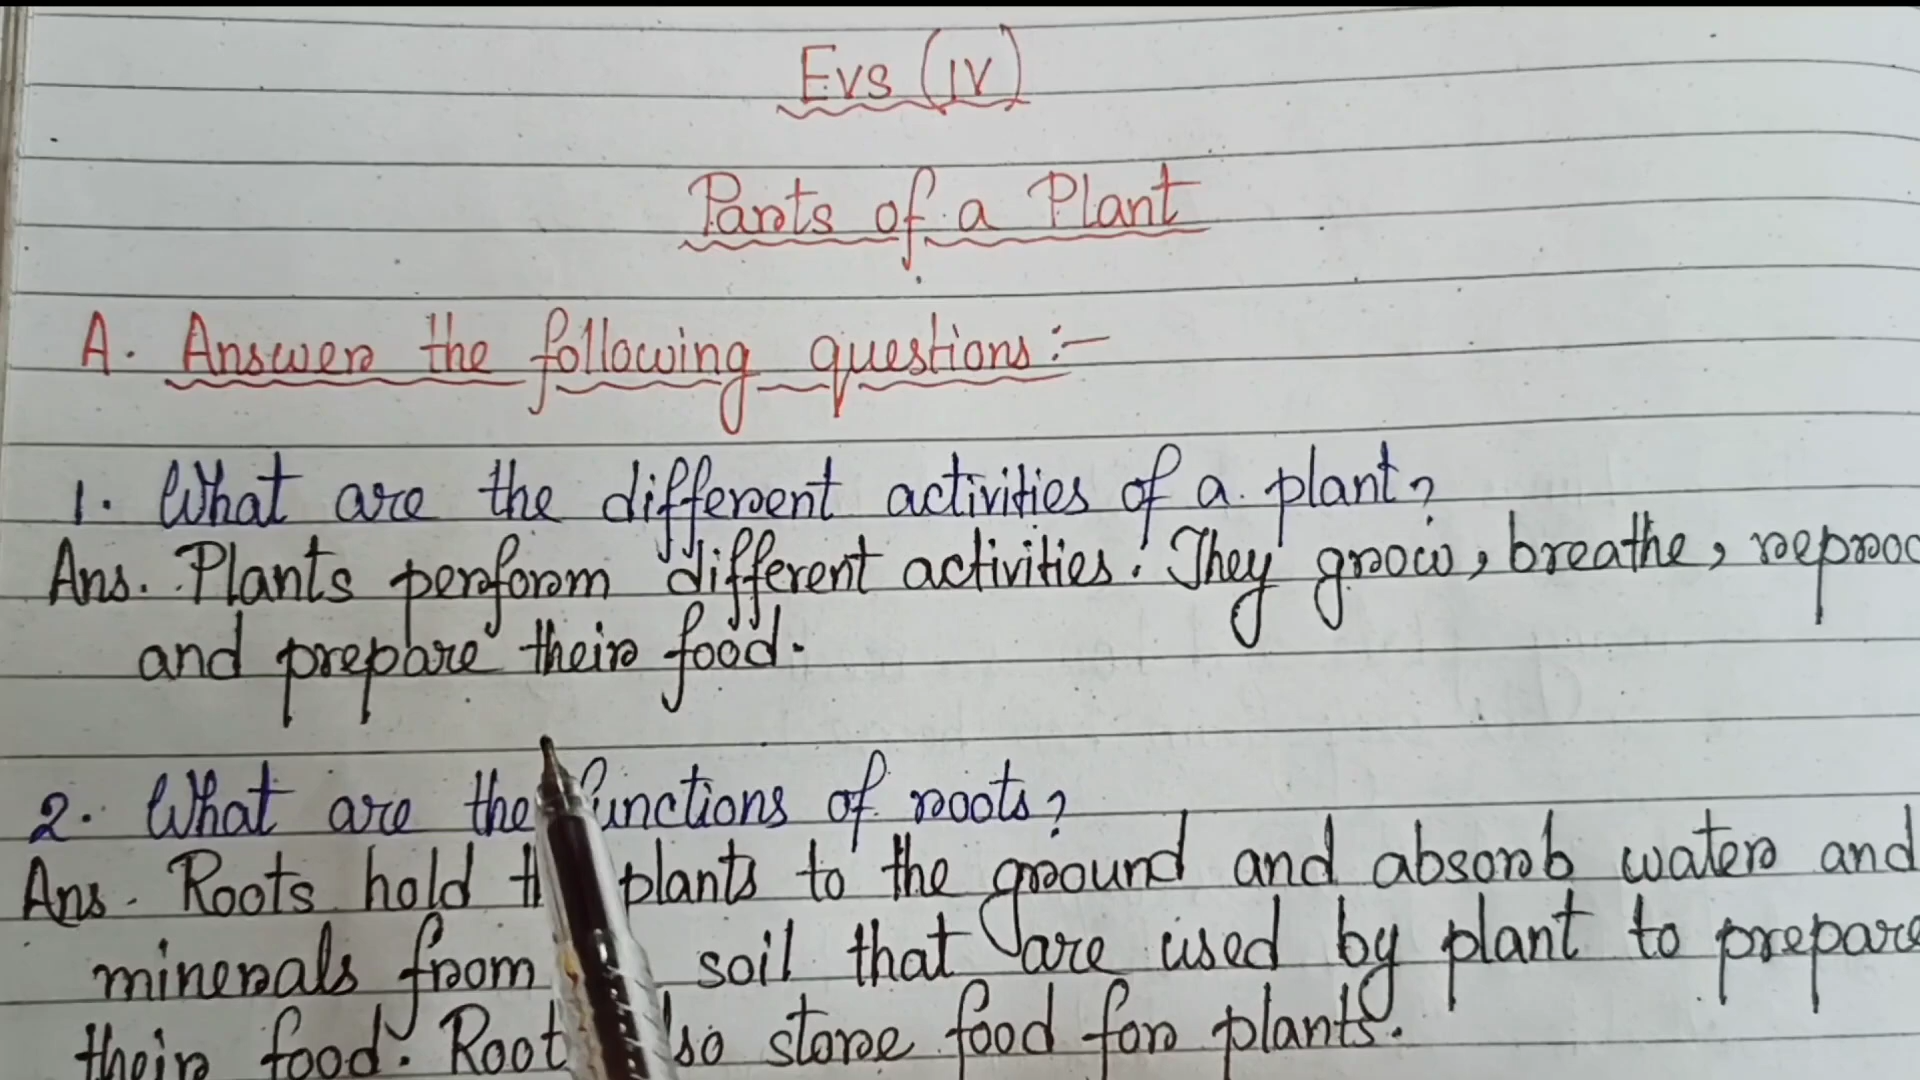 Evs (IV)
Parts of a Plant
A. Answer the following questions:-
1. What are the different activities of a plant?
Ans. Plants perform different activities. They grow, breathe,
and prepare their food.
2. What are the functions of roots?
Ans. Roots hold plants to the ground and absorb water and
minerals from soil that are used by plant to prepare
their food. Root store food for plants.